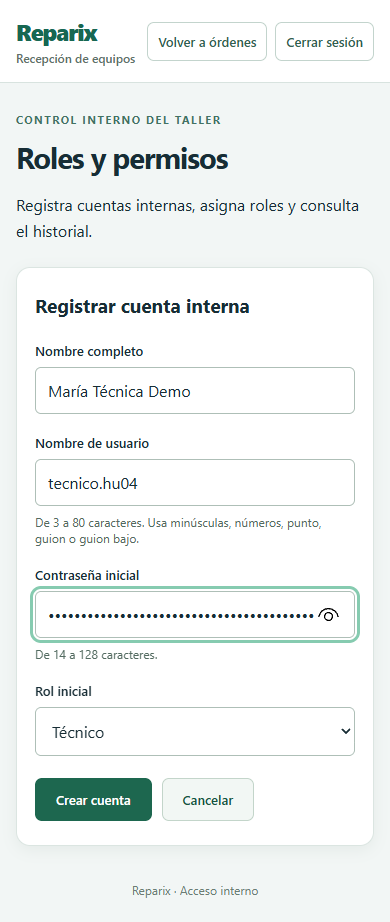 Reparix
Recepción de equipos
Volver a órdenes
Cerrar sesión
CONTROL INTERNO DEL TALLER
Roles y permisos
Registra cuentas internas, asigna roles y consulta
el historial.
Registrar cuenta interna
Nombre completo
María Técnica Demo
Nombre de usuario
tecnico.hu04
De 3 a 80 caracteres. Usa minúsculas, números, punto,
guion o guion bajo.
Contraseña inicial
De 14 a 128 caracteres.
Rol inicial
Técnico
Crear cuenta
Cancelar
Reparix · Acceso interno